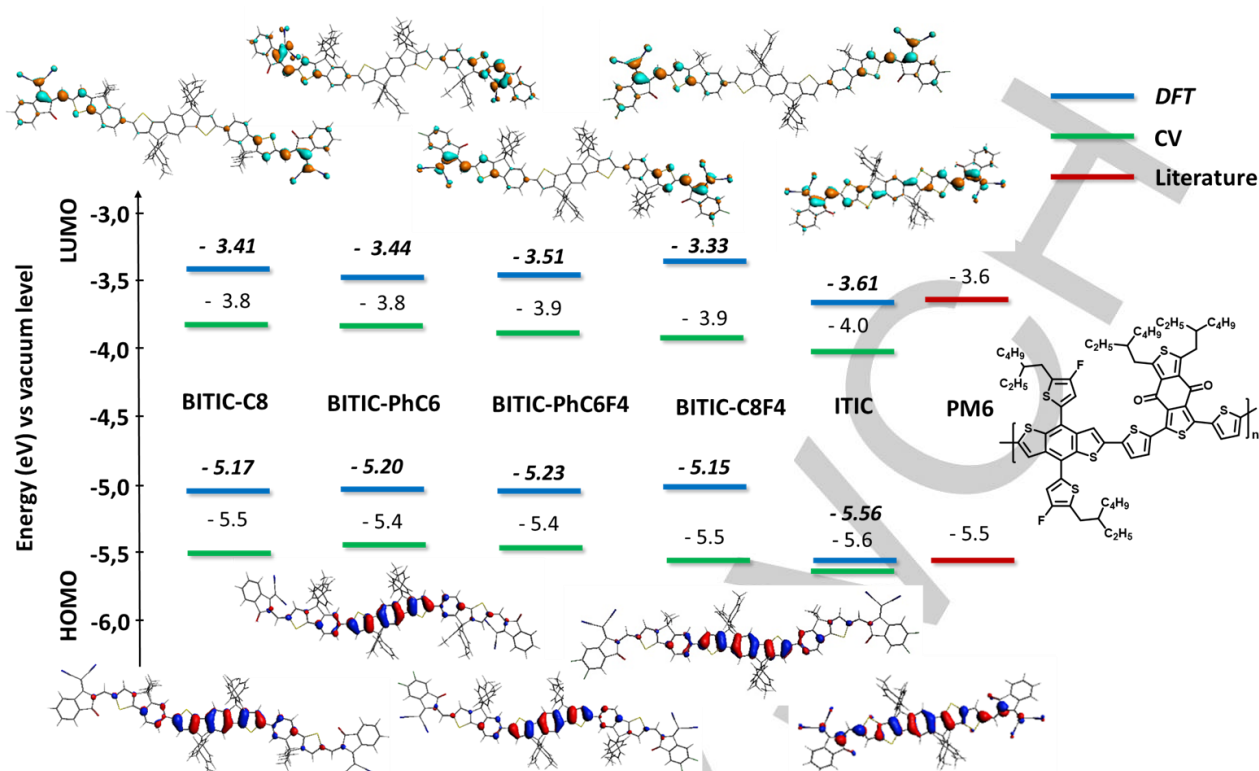 DFT
CV
Literature
LUMO
Energy (eV) vs vacuum level
HOMO
-3,0
-3,5
-4,0
-4,5
-5,0
-5,5
-6,0
- 3.41
- 3.44
- 3.51
- 3.33
- 3.61
- 3.6
- 3.8
- 3.8
- 3.9
- 3.9
- 4.0
BITIC-C8
BITIC-PhC6
BITIC-PhC6F4
BITIC-C8F4
ITIC
PM6
- 5.17
- 5.20
- 5.23
- 5.15
- 5.56
- 5.5
- 5.4
- 5.4
- 5.5
- 5.6
- 5.5
C4H9
C2H5
C4H9
C4H9
C2H5
C2H5
F
S
S
O
O
S
S
S
S
S
S
n
F
S
C4H9
C2H5